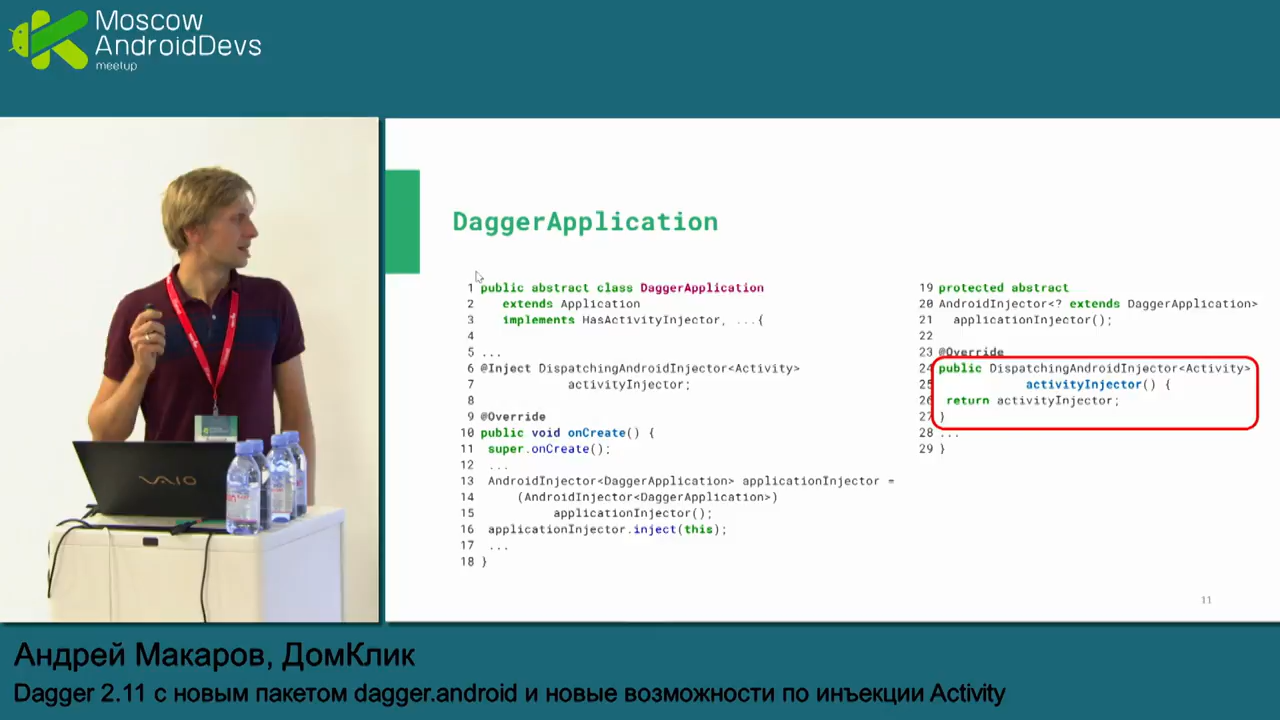 Moscow
AndroidDevs
meetup
DaggerApplication
1 public abstract class DaggerApplication
2 extends Application
3 implements HasActivityInjector, ...{
4
5 ...
6 @Inject DispatchingAndroidInjector<Activity>
7 activityInjector;
8
9 @Override
10 public void onCreate() {
11 super.onCreate();
12 ...
13 AndroidInjector<DaggerApplication> applicationInjector =
14 (AndroidInjector<DaggerApplication>)
15 applicationInjector();
16 applicationInjector.inject(this);
17 ...
18 }
19 protected abstract
20 AndroidInjector<? extends DaggerApplication>
21 applicationInjector();
22
23 @Override
24 public DispatchingAndroidInjector<Activity>
25 activityInjector() {
26 return activityInjector;
27 }
28 ...
29 }
11
VAIO
Андрей Макаров, ДомКлик
Dagger 2.11 с новым пакетом dagger.android и новые возможности по инъекции Activity